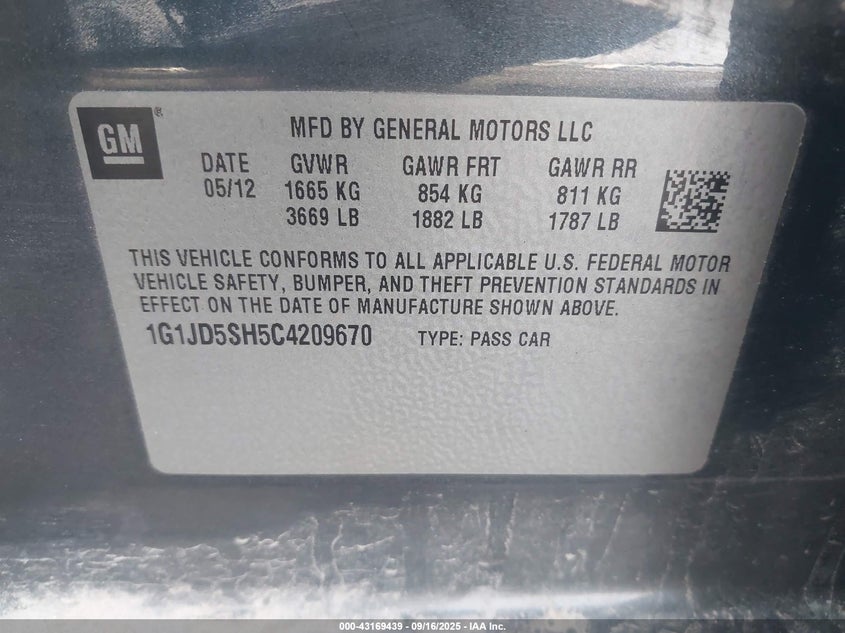 GM®
MFD BY GENERAL MOTORS LLC
DATE GVWR GAWR FRT GAWR RR
05/12 1665 KG 854 KG 811 KG
3669 LB 1882 LB 1787 LB
THIS VEHICLE CONFORMS TO ALL APPLICABLE U.S. FEDERAL MOTOR
VEHICLE SAFETY, BUMPER, AND THEFT PREVENTION STANDARDS IN
EFFECT ON THE DATE OF MANUFACTURE SHOWN ABOVE.
1G1JD5SH5C4209670 TYPE: PASS CAR
000-43169439 - 09/16/2025 - IAA Inc.